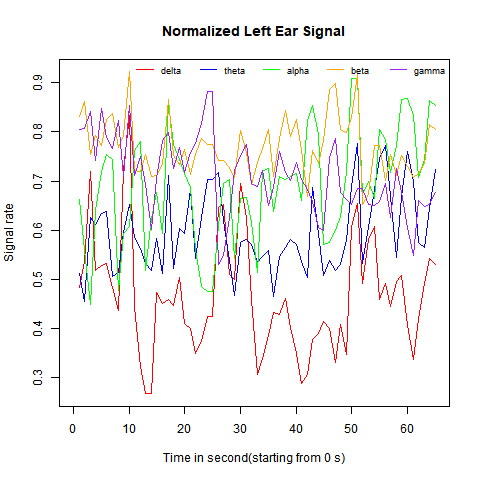 Normalized Left Ear Signal
delta theta alpha beta gamma
Signal rate
0.9
0.8
0.7
0.6
0.5
0.4
0.3
0 10 20 30 40 50 60
Time in second(starting from 0 s)